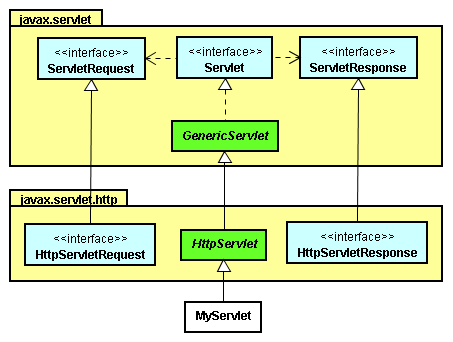 javax.servlet
<<interface>>
ServletRequest
<<interface>>
Servlet
<<interface>>
ServletResponse
GenericServlet
javax.servlet.http
<<interface>>
HttpServletRequest
HttpServlet
<<interface>>
HttpServletResponse
MyServlet